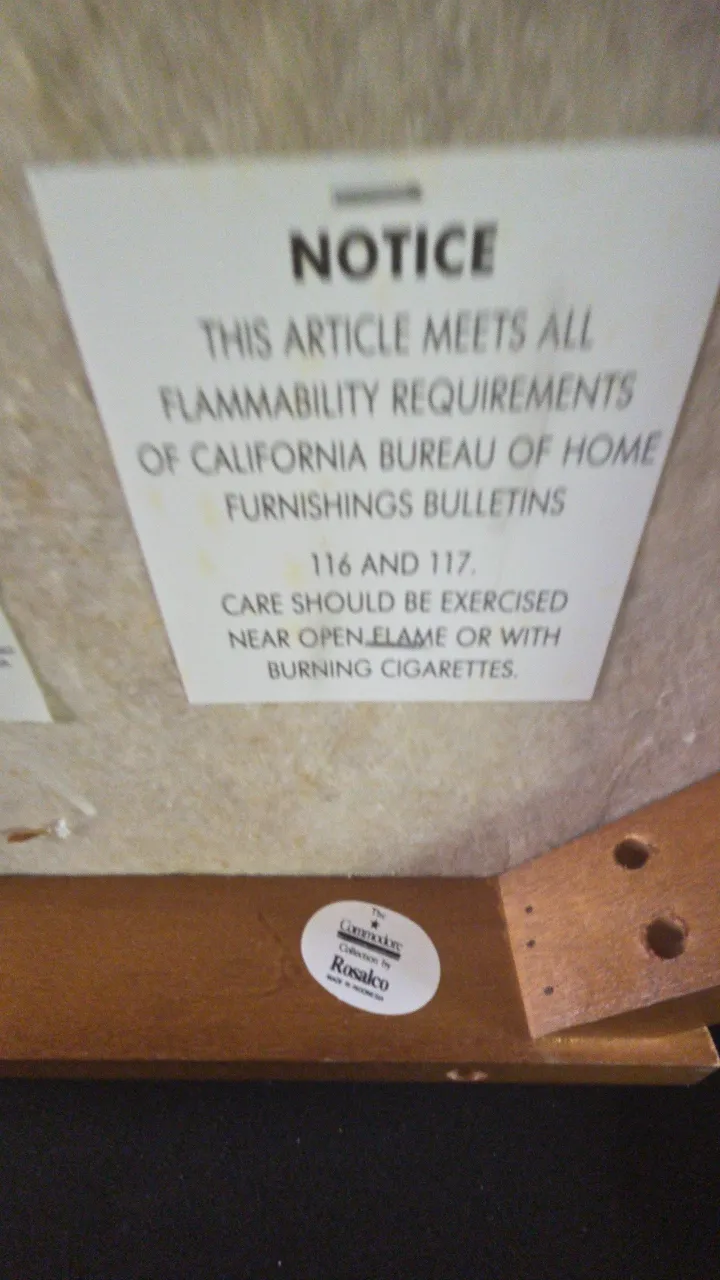 NOTICE
THIS ARTICLE MEETS ALL
FLAMMABILITY REQUIREMENTS
OF CALIFORNIA BUREAU OF HOME
FURNISHINGS BULLETINS
116 AND 117.
CARE SHOULD BE EXERCISED
NEAR OPEN FLAME OR WITH
BURNING CIGARETTES.
The
Commodore
Collection by
Rosalco
MADE IN INDONESIA